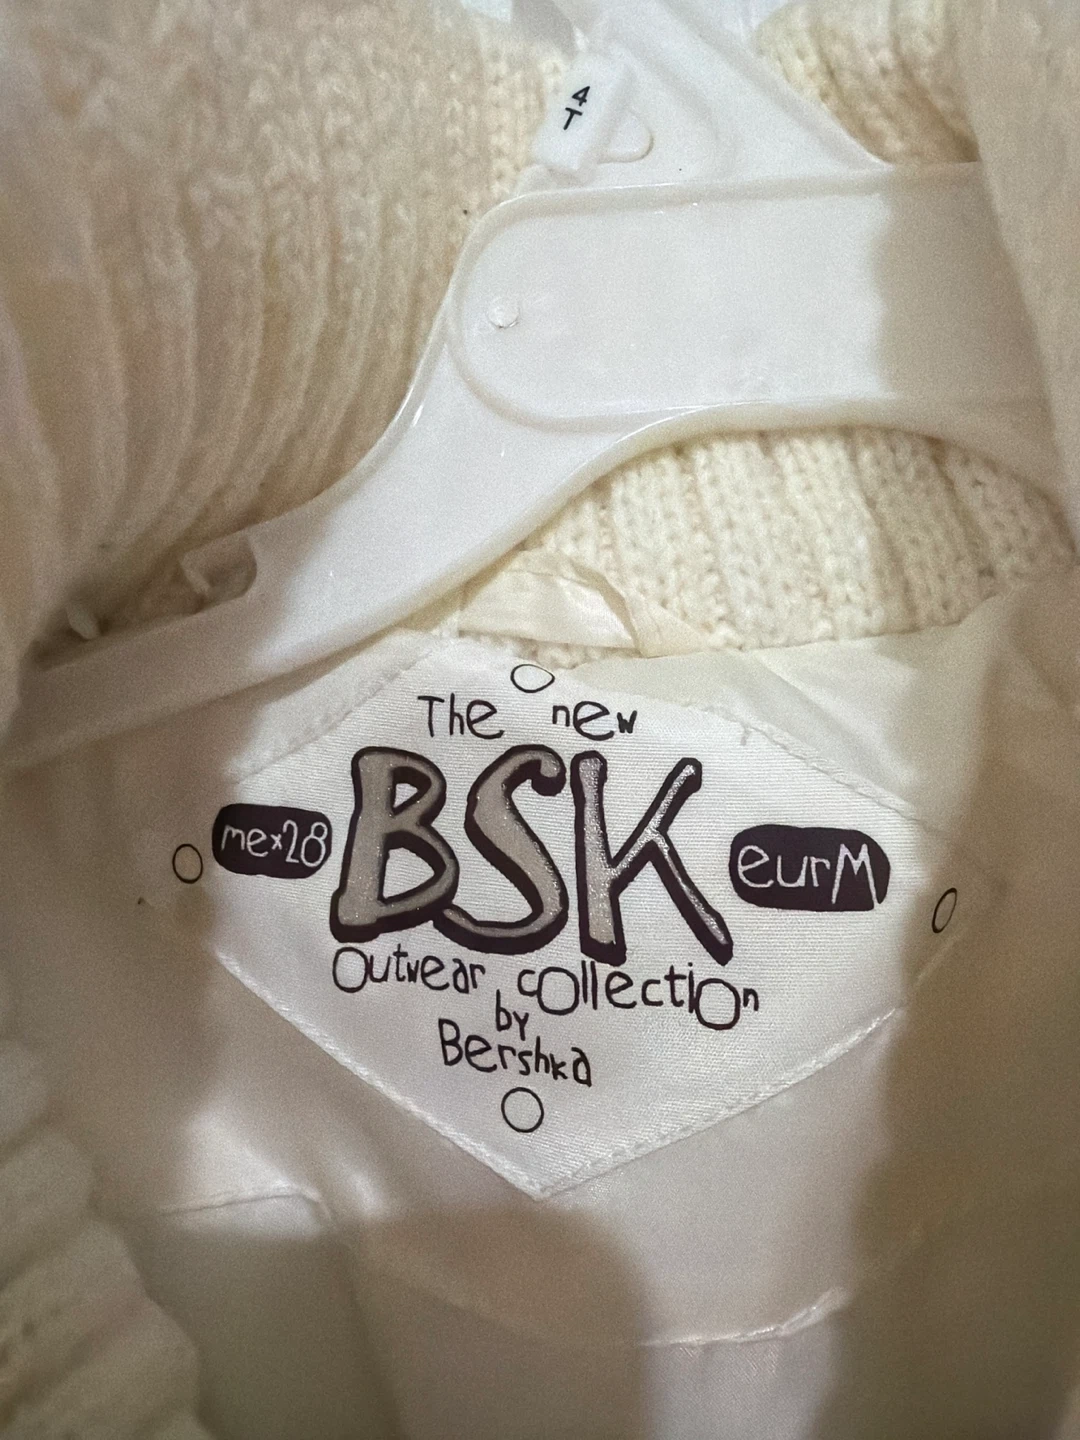 4
T
The new
BSK
mex28
eurM
Outwear collection
by
Bershka